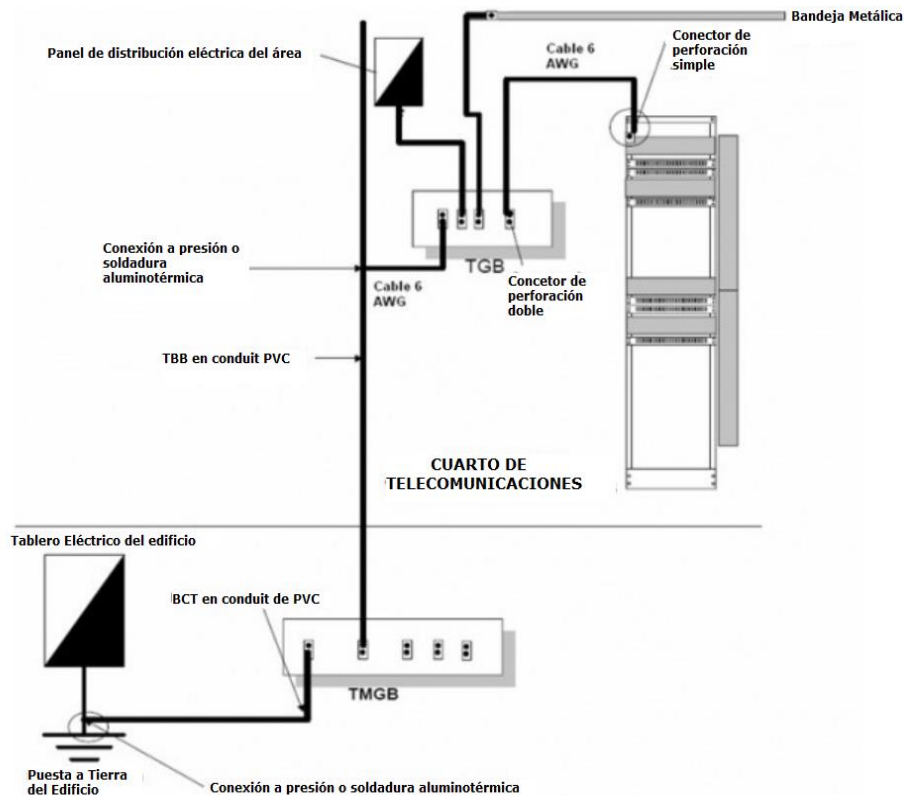 Bandeja Metálica
Panel de distribución eléctrica del área
Cable 6
AWG
Conector de
perforación
simple
Conexión a presión o
soldadura
aluminotérmica
TGB
Cable 6
AWG
Concetor de
perforación
doble
TBB en conduit PVC
CUARTO DE
TELECOMUNICACIONES
Tablero Eléctrico del edificio
BCT en conduit de PVC
TMGB
Puesta a Tierra
del Edificio
Conexión a presión o soldadura aluminotérmica